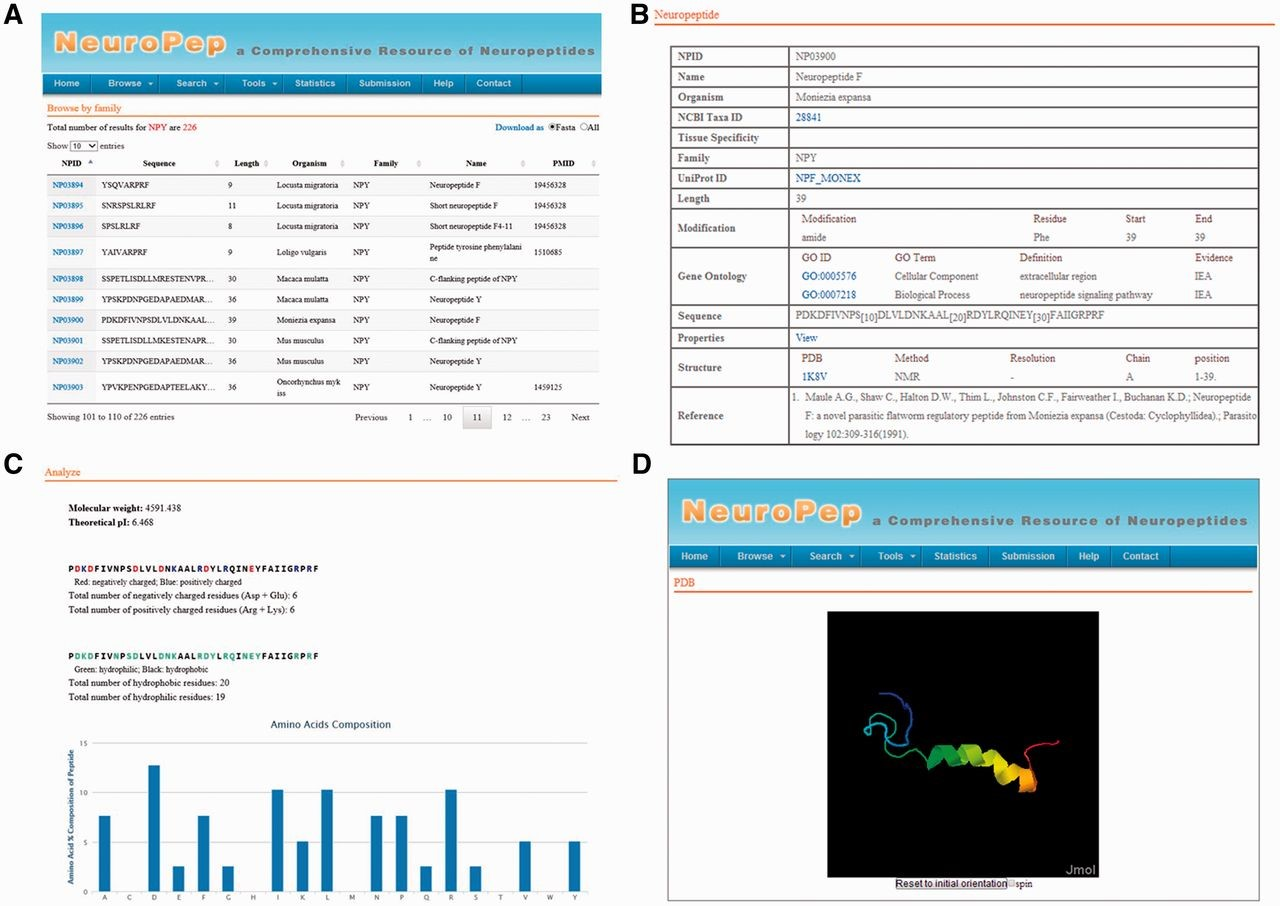 A
NeuroPep a Comprehensive Resource of Neuropeptides
Home Browse Search Tools Statistics Submission Help Contact
Browse by family
Total number of results for NPY are 226 Download as Fasta All
Show 10 entries
NPID Sequence Length Organism Family Name PMID
NP03894 YSQVARPRF 9 Locusta migratoria NPY Neuropeptide F 19456328
NP03895 SNRSPSLRLRF 11 Locusta migratoria NPY Short neuropeptide F 19456328
NP03896 SPSLRLRF 8 Locusta migratoria NPY Short neuropeptide F4-11 19456328
NP03897 YAIVARPRF 9 Loligo vulgaris NPY Peptide tyrosine phenylalani
ne 1510685
NP03898 SSPETLISDLLMRESTENVPR... 30 Macaca mulatta NPY C-flanking peptide of NPY
NP03899 YPSKPDNPGEDAPAEDMAR... 36 Macaca mulatta NPY Neuropeptide Y
NP03900 PDKDFIVNPSDLVLDNKAAL... 39 Moniezia expansa NPY Neuropeptide F
NP03901 SSPETLISDLLMKESTENAPR... 30 Mus musculus NPY C-flanking peptide of NPY
NP03902 YPSKPDNPGEDAPAEDMAR... 36 Mus musculus NPY Neuropeptide Y
NP03903 YPVKPENPGEDAPTEELAKY... 36 Oncorhynchus myk
iss NPY Neuropeptide Y 1459125
Showing 101 to 110 of 226 entries Previous 1 ... 10 11 12 ... 23 Next
B
Neuropeptide
NPID NP03900
Name Neuropeptide F
Organism Moniezia expansa
NCBI Taxa ID 28841
Tissue Specificity
Family NPY
UniProt ID NPF_MONEX
Length 39
Modification Modification Residue Start End
amide Phe 39 39
Gene Ontology GO ID GO Term Definition Evidence
GO:0005576 Cellular Component extracellular region IEA
GO:0007218 Biological Process neuropeptide signaling pathway IEA
Sequence PDKDFIVNPS[10]DLVLDNKAAL[20]RDYLRQINEY[30]FAIIGRPRF
Properties View
Structure PDB Method Resolution Chain position
1K8V NMR - A 1-39.
Reference 1. Maule A.G., Shaw C., Halton D.W., Thim L., Johnston C.F., Fairweather I., Buchanan K.D.; Neuropeptide
F: a novel parasitic flatworm regulatory peptide from Moniezia expansa (Cestoda: Cyclophyllidea).; Parasito
logy 102:309-316(1991).
C
Analyze
Molecular weight: 4591.438
Theoretical pI: 6.468
PDKDFIVNPSDLVLDNKAALRDYLRQINEYFAIIGRPRF
Red: negatively charged; Blue: positively charged
Total number of negatively charged residues (Asp + Glu): 6
Total number of positively charged residues (Arg + Lys): 6
PDKDFIVNPSDLVLDNKAALRDYLRQINEYFAIIGRPRF
Green: hydrophilic; Black: hydrophobic
Total number of hydrophobic residues: 20
Total number of hydrophilic residues: 19
Amino Acids Composition
Amino Acid % Composition of Peptide
15
10
5
0
A C D E F G H I K L M N P Q R S T V W Y
D
NeuroPep a Comprehensive Resource of Neuropeptides
Home Browse Search Tools Statistics Submission Help Contact
PDB
Jmol
Reset to initial orientation spin